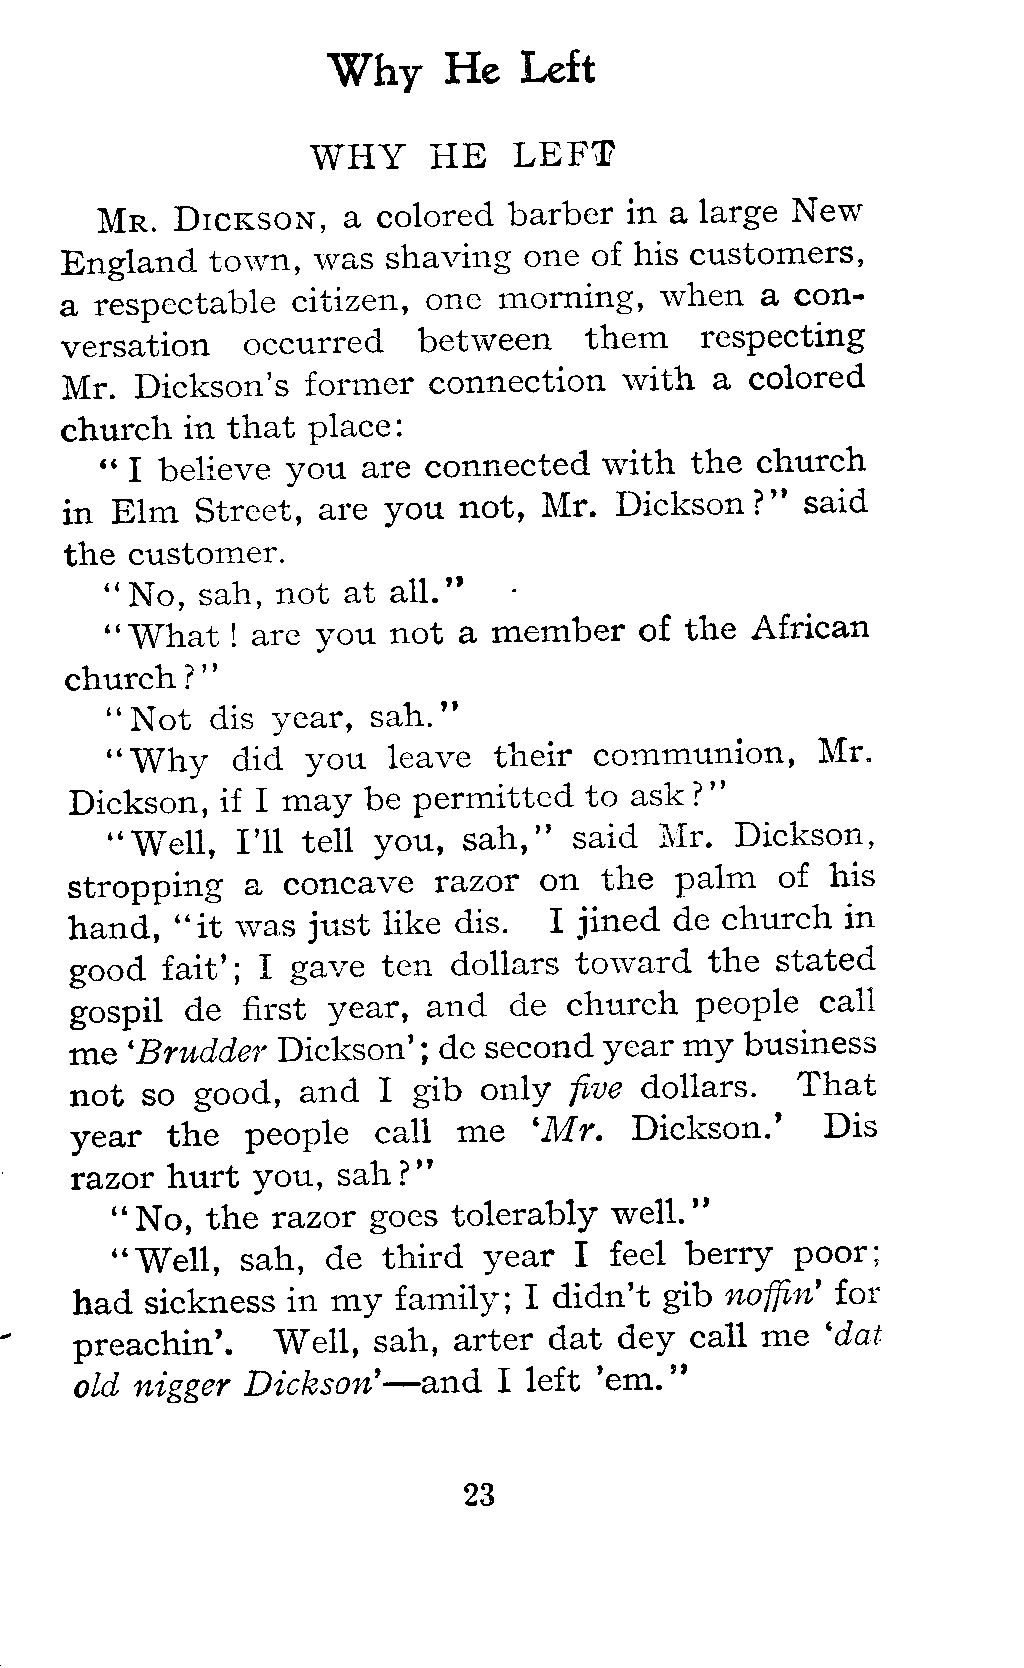 Why He Left
WHY HE LEFT
MR. DICKSON, a colored barber in a large New
England town, was shaving one of his customers,
a respectable citizen, one morning, when a con-
versation occurred between them respecting
Mr. Dickson's former connection with a colored
church in that place:
"I believe you are connected with the church
in Elm Street, are you not, Mr. Dickson?" said
the customer.
"No, sah, not at all."
"What! are you not a member of the African
church?"
"Not dis year, sah."
"Why did you leave their communion, Mr.
Dickson, if I may be permitted to ask?"
"Well, I'll tell you, sah," said Mr. Dickson,
stropping a concave razor on the palm of his
hand, "it was just like dis. I jined de church in
good fait'; I gave ten dollars toward the stated
gospil de first year, and de church people call
me 'Brudder Dickson'; de second year my business
not so good, and I gib only five dollars. That
year the people call me 'Mr. Dickson.' Dis
razor hurt you, sah?"
"No, the razor goes tolerably well."
"Well, sah, de third year I feel berry poor;
had sickness in my family; I didn't gib noffin' for
preachin'. Well, sah, arter dat dey call me 'dat
old nigger Dickson'—and I left 'em."
23